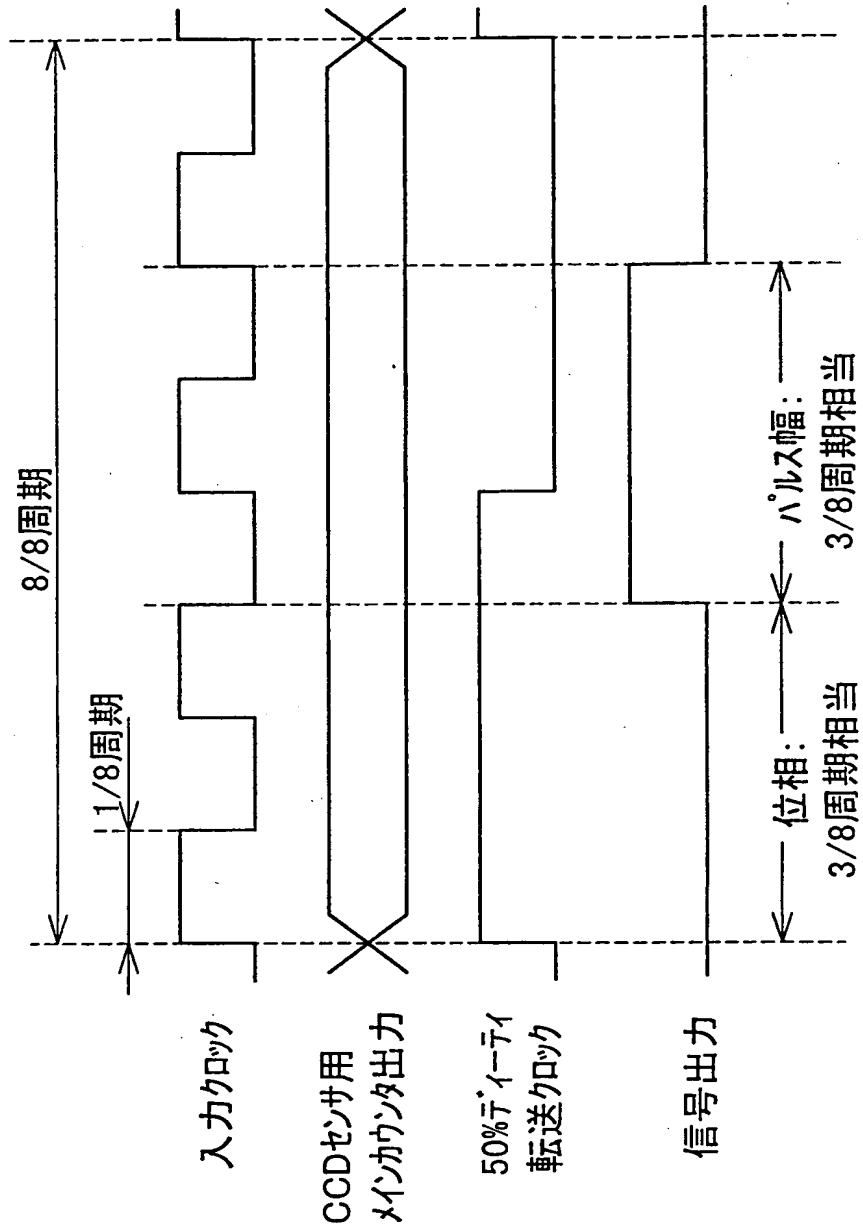 8/8周期
1/8周期
入力クロック
CCDセンサ用
メインカウンタ出力
50%ディーティ
転送クロック
信号出力
位相:
3/8周期相当
パルス幅:
3/8周期相当